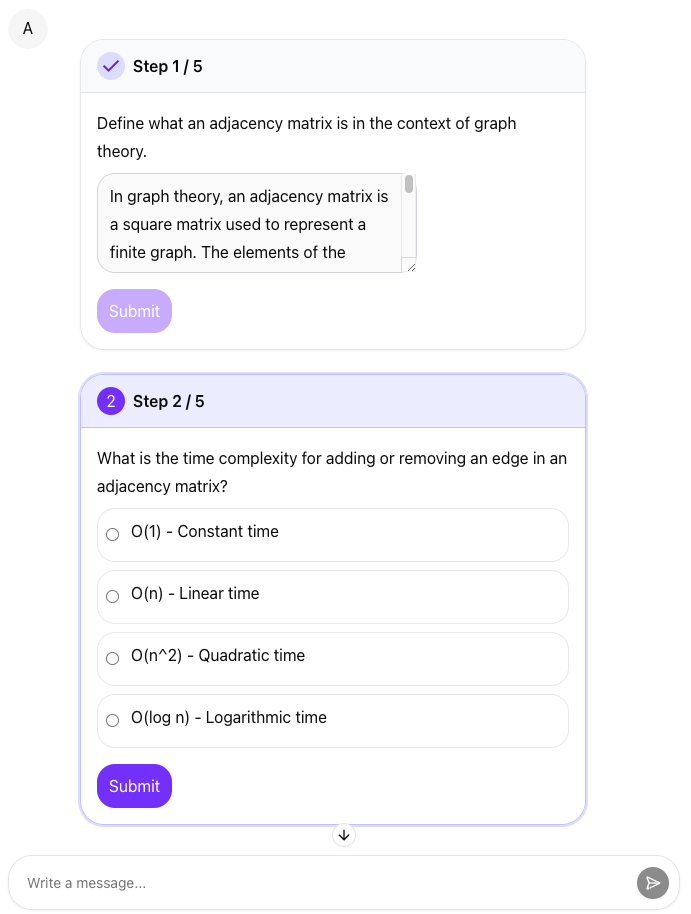 A
Step 1 / 5
Define what an adjacency matrix is in the context of graph
theory.
In graph theory, an adjacency matrix is
a square matrix used to represent a
finite graph. The elements of the
Submit
2
Step 2 / 5
What is the time complexity for adding or removing an edge in an
adjacency matrix?
O(1) - Constant time
O(n) - Linear time
O(n^2) - Quadratic time
O(log n) - Logarithmic time
Submit
Write a message...